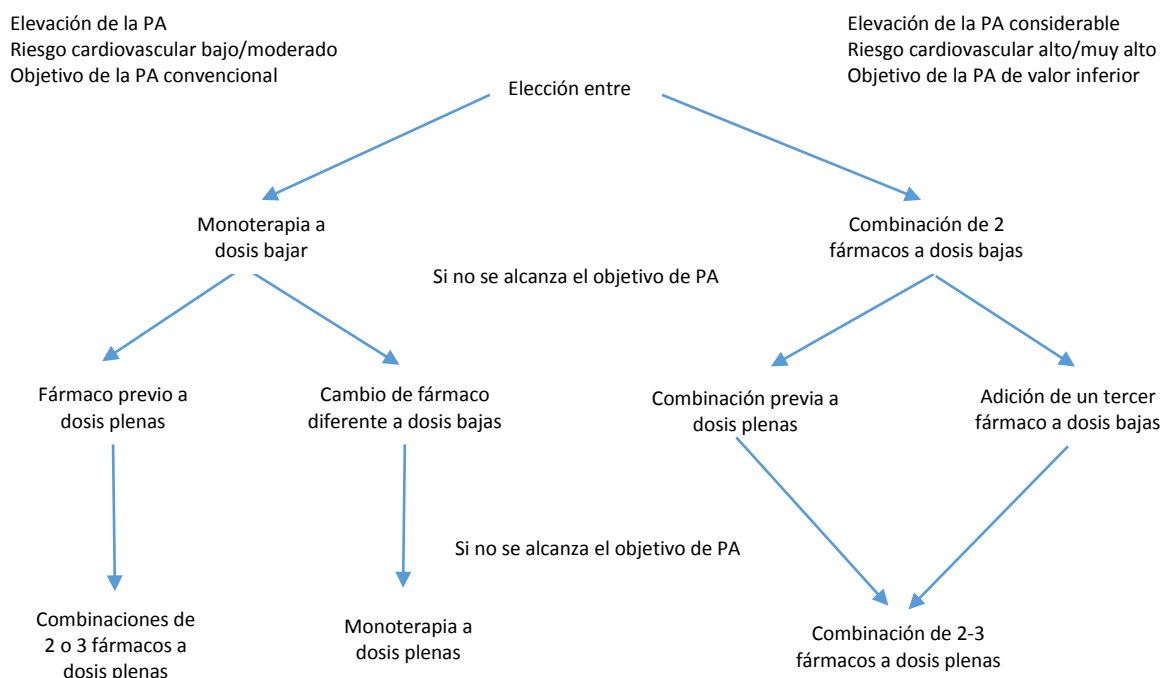 Elevación de la PA
Riesgo cardiovascular bajo/moderado
Objetivo de la PA convencional
Elevación de la PA considerable
Riesgo cardiovascular alto/muy alto
Objetivo de la PA de valor inferior
Elección entre
Monoterapia a
dosis bajar
Combinación de 2
fármacos a dosis bajas
Si no se alcanza el objetivo de PA
Fármaco previo a
dosis plenas
Cambio de fármaco
diferente a dosis bajas
Combinación previa a
dosis plenas
Adición de un tercer
fármaco a dosis bajas
Si no se alcanza el objetivo de PA
Combinaciones de
2 o 3 fármacos a
dosis plenas
Monoterapia a
dosis plenas
Combinación de 2-3
fármacos a dosis plenas